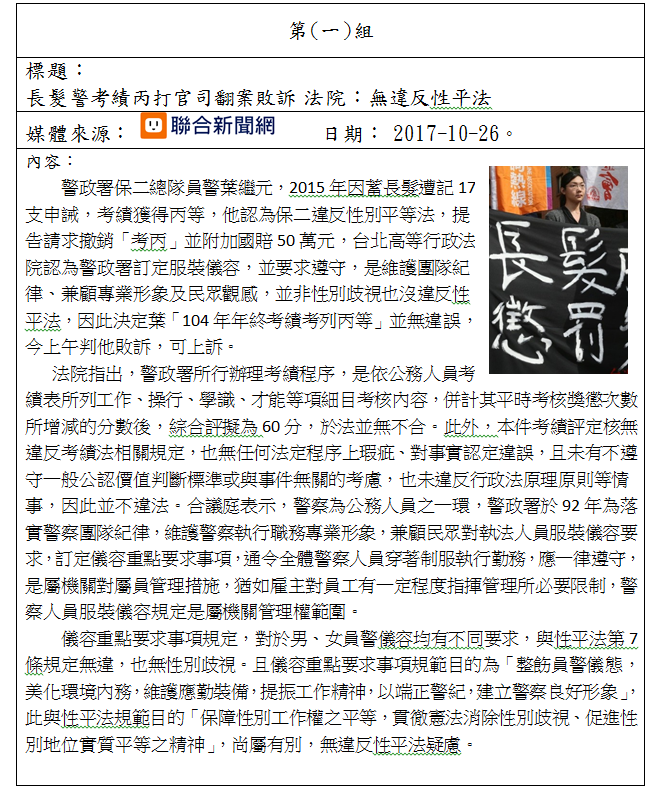 第(一)組
標題：
長髮警考績丙打官司翻案敗訴 法院：無違反性平法
媒體來源： 聯合新聞網 日期： 2017-10-26。
內容：
警政署保二總隊員警葉繼元，2015年因蓄長髮遭記17
支申誡，考績獲得丙等，他認為保二違反性別平等法，提
告請求撤銷「考丙」並附加國賠50萬元，台北高等行政法
院認為警政署訂定服裝儀容，並要求遵守，是維護團隊紀
律、兼顧專業形象及民眾觀感，並非性別歧視也沒違反性
平法，因此決定葉「104年年終考績考列丙等」並無違誤，
今上午判他敗訴，可上訴。
長髮
懲罰
法院指出，警政署所行辦理考績程序，是依公務人員考
績表所列工作、操行、學識、才能等項細目考核內容，併計其平時考核獎懲次數
所增減的分數後，綜合評擬為60分，於法並無不合。此外，本件考績評定核無
違反考績法相關規定，也無任何法定程序上瑕疵、對事實認定違誤，且未有不遵
守一般公認價值判斷標準或與事件無關的考慮，也未違反行政法原理原則等情
事，因此並不違法。合議庭表示，警察為公務人員之一環，警政署於92年為落
實警察團隊紀律，維護警察執行職務專業形象，兼顧民眾對執法人員服裝儀容要
求，訂定儀容重點要求事項，通令全體警察人員穿著制服執行勤務，應一律遵守，
是屬機關對屬員管理措施，猶如雇主對員工有一定程度指揮管理所必要限制，警
察人員服裝儀容規定是屬機關管理權範圍。
儀容重點要求事項規定，對於男、女員警儀容均有不同要求，與性平法第7
條規定無違，也無性別歧視。且儀容重點要求事項規範目的為「整飭員警儀態，
美化環境內務，維護應勤裝備，提振工作精神，以端正警紀，建立警察良好形象」，
此與性平法規範目的「保障性別工作權之平等，貫徹憲法消除性別歧視、促進性
別地位實質平等之精神」，尚屬有別，無違反性平法疑慮。